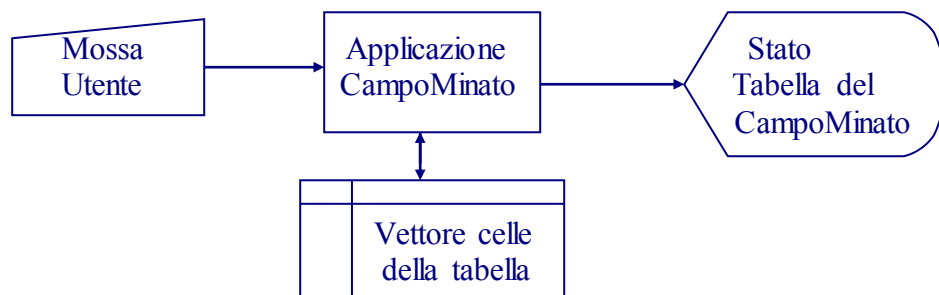 Mossa
Utente
Applicazione
CampoMinato
Stato
Tabella del
CampoMinato
Vettore celle
della tabella